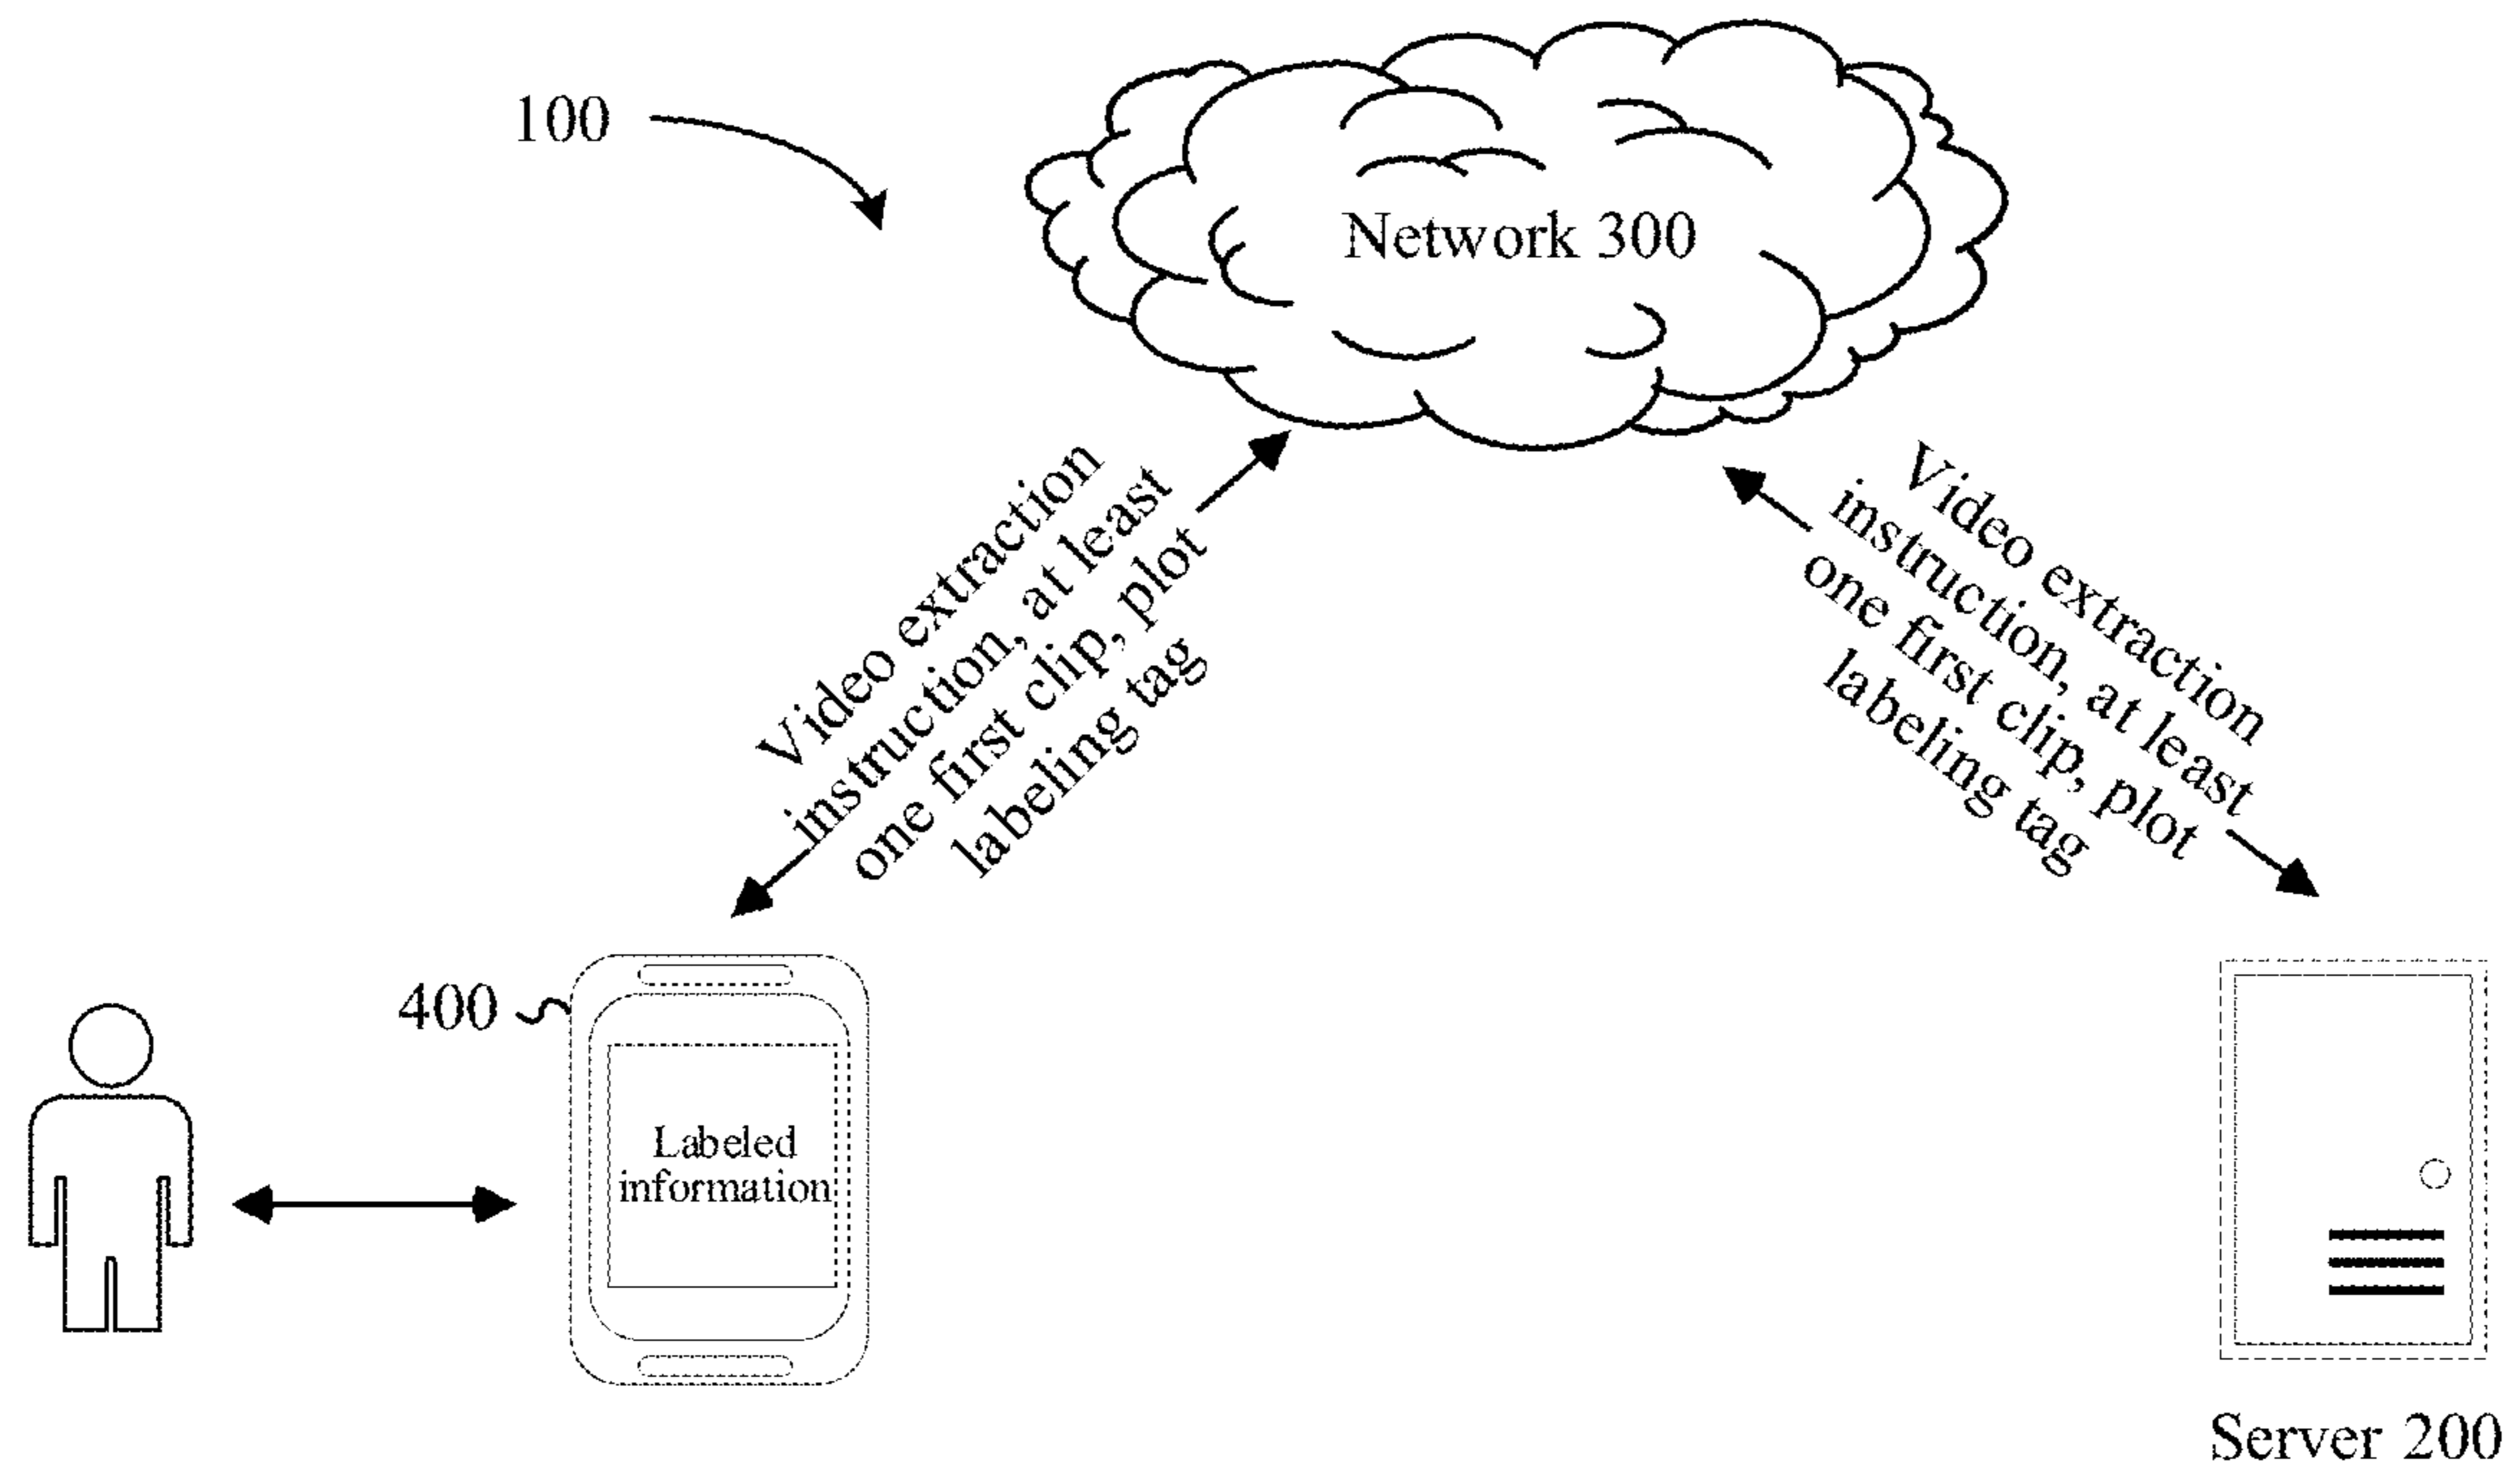 100
Network 300
Video extraction
instruction, at least
one first clip, plot
labeling tag
Video extraction
instruction, at least
one first clip, plot
labeling tag
400
Labeled
information
Server 200